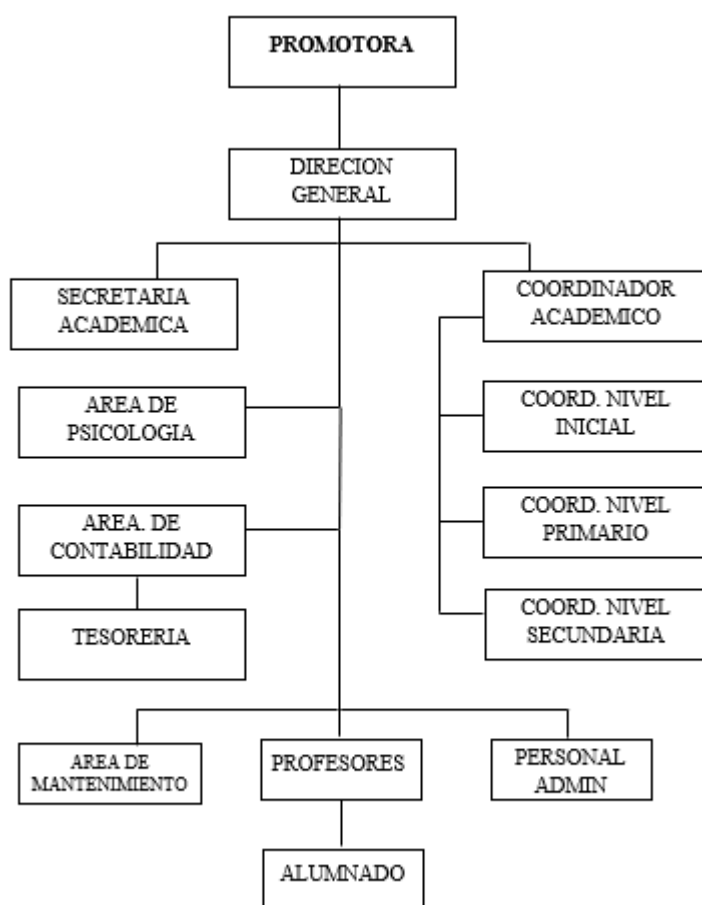 PROMOTORA
DIRECION
GENERAL
SECRETARIA
ACADEMICA
COORDINADOR
ACADEMICO
AREA DE
PSICOLOGIA
COORD. NIVEL
INICIAL
AREA. DE
CONTABILIDAD
COORD. NIVEL
PRIMARIO
TESORERIA
COORD. NIVEL
SECUNDARIA
AREA DE
MANTENIMIENTO
PROFESORES
PERSONAL
ADMIN
ALUMNADO